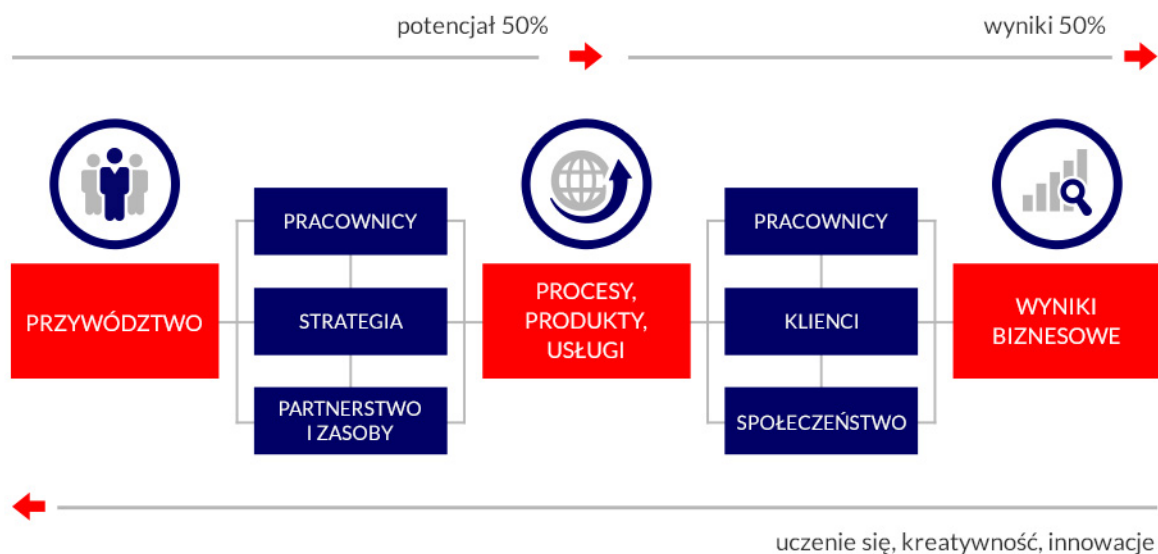 potencjał 50%
wyniki 50%
PRZYWÓDZTWO
PRACOWNICY
STRATEGIA
PARTNERSTWO
I ZASOBY
PROCESY,
PRODUKTY,
USŁUGI
PRACOWNICY
KLIENCI
SPOŁECZEŃSTWO
WYNIKI
BIZNESOWE
uczenie się, kreatywność, innowacje